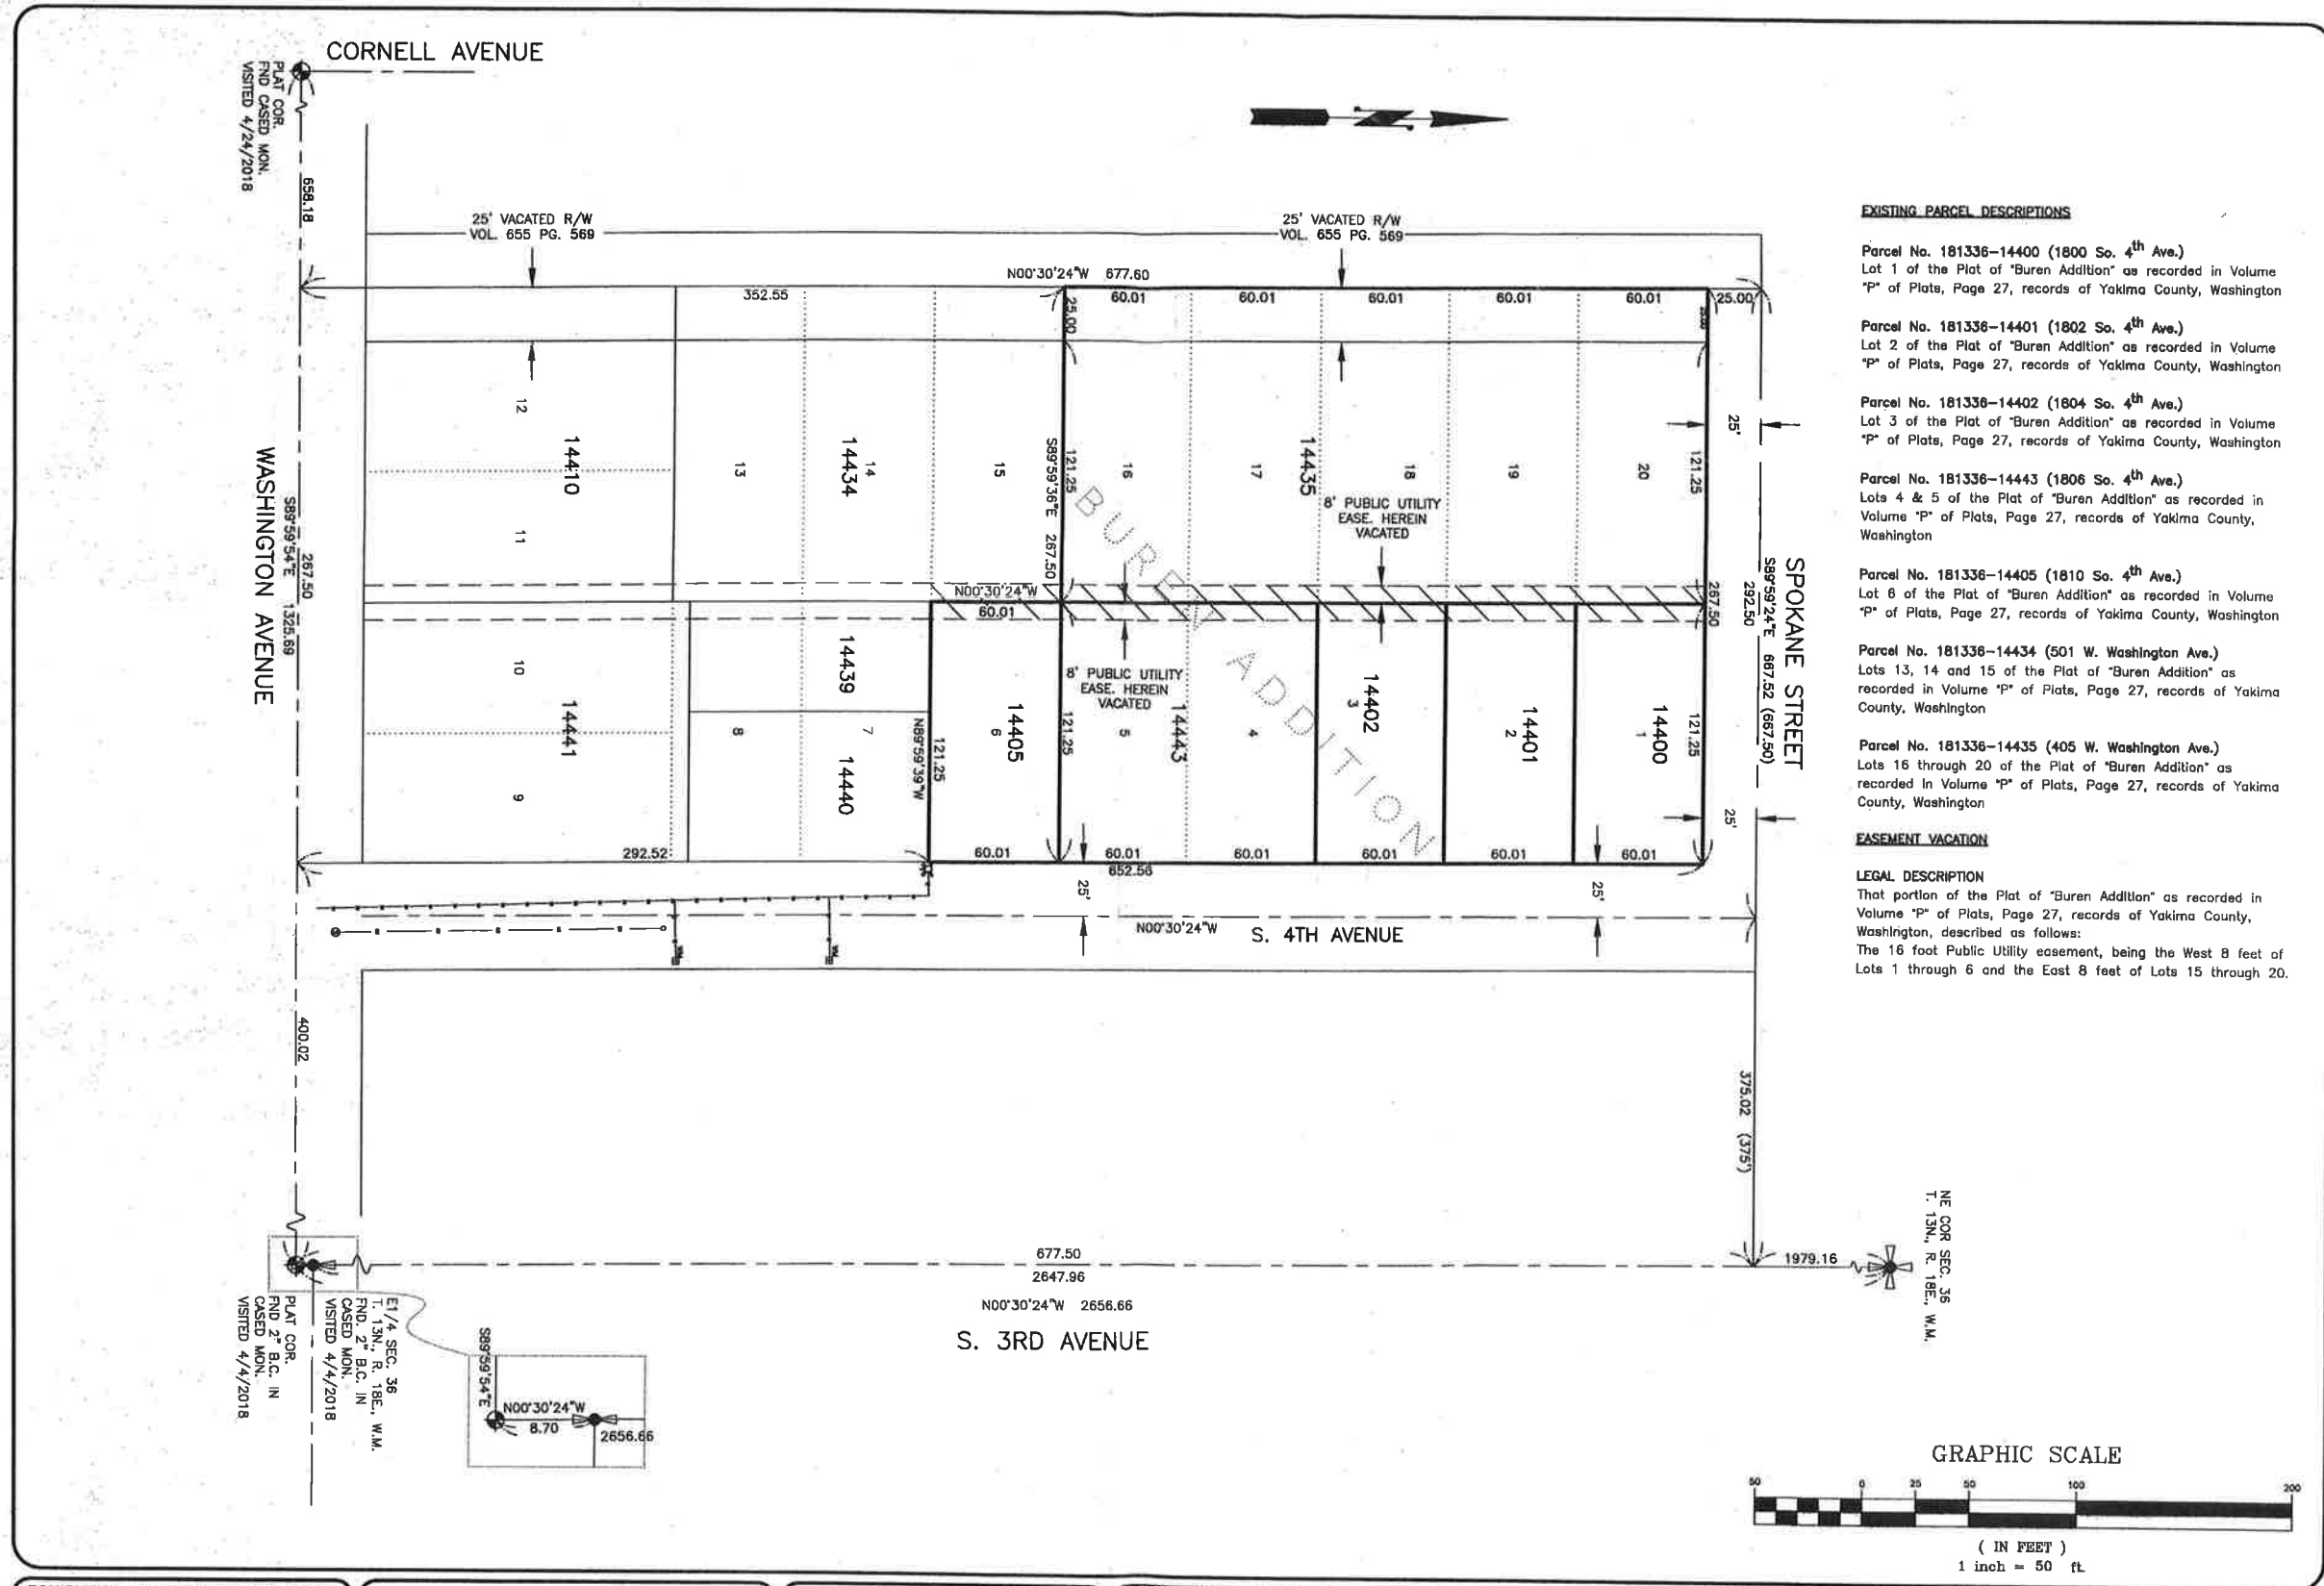 CORNELL AVENUE
PLAT COR.
FND CASED MON.
VISITED 4/24/2018
658.18
25' VACATED R/W
VOL. 655 PG. 569
25' VACATED R/W
VOL. 655 PG. 569
N00°30'24"W 677.60
352.55
60.01
60.01
60.01
60.01
60.01
25.00
25.00
25.00
12
14410
11
13
14
14434
15
S89°59'36"E 267.50
121.25
16
17
14435
18
19
20
121.25
25'
8' PUBLIC UTILITY
EASE. HEREIN
VACATED
BUREN ADDITION
WASHINGTON AVENUE
S89°59'54"E 1325.69
267.50
N00°30'24"W
60.01
267.50
SPOKANE STREET
S89°59'24"E 667.52 (667.50)
292.50
10
14441
9
14439
8
7
14440
N89°59'39"W
121.25
14405
6
8' PUBLIC UTILITY
EASE. HEREIN
VACATED
121.25
5
14443
4
14402
3
14401
2
14400
1
121.25
25'
292.52
60.01
60.01
60.01
60.01
60.01
60.01
652.56
25'
25'
N00°30'24"W
S. 4TH AVENUE
400.02
375.02 (375')
677.50
2647.96
N00°30'24"W 2656.66
S. 3RD AVENUE
1979.16
NE COR SEC. 36
T. 13N., R. 18E., W.M.
E1/4 SEC. 36
T. 13N., R. 18E., W.M.
FND. 2" B.C. IN
CASED MON.
VISITED 4/4/2018
PLAT COR.
FND 2" B.C. IN
CASED MON.
VISITED 4/4/2018
S89°59'54"E
N00°30'24"W
8.70
2656.66
EXISTING PARCEL DESCRIPTIONS
Parcel No. 181336-14400 (1800 So. 4th Ave.)
Lot 1 of the Plat of "Buren Addition" as recorded in Volume
"P" of Plats, Page 27, records of Yakima County, Washington
Parcel No. 181336-14401 (1802 So. 4th Ave.)
Lot 2 of the Plat of "Buren Addition" as recorded in Volume
"P" of Plats, Page 27, records of Yakima County, Washington
Parcel No. 181336-14402 (1804 So. 4th Ave.)
Lot 3 of the Plat of "Buren Addition" as recorded in Volume
"P" of Plats, Page 27, records of Yakima County, Washington
Parcel No. 181336-14443 (1806 So. 4th Ave.)
Lots 4 & 5 of the Plat of "Buren Addition" as recorded in
Volume "P" of Plats, Page 27, records of Yakima County,
Washington
Parcel No. 181336-14405 (1810 So. 4th Ave.)
Lot 6 of the Plat of "Buren Addition" as recorded in Volume
"P" of Plats, Page 27, records of Yakima County, Washington
Parcel No. 181336-14434 (501 W. Washington Ave.)
Lots 13, 14 and 15 of the Plat of "Buren Addition" as
recorded in Volume "P" of Plats, Page 27, records of Yakima
County, Washington
Parcel No. 181336-14435 (405 W. Washington Ave.)
Lots 16 through 20 of the Plat of "Buren Addition" as
recorded in Volume "P" of Plats, Page 27, records of Yakima
County, Washington
EASEMENT VACATION
LEGAL DESCRIPTION
That portion of the Plat of "Buren Addition" as recorded in
Volume "P" of Plats, Page 27, records of Yakima County,
Washington, described as follows:
The 16 foot Public Utility easement, being the West 8 feet of
Lots 1 through 6 and the East 8 feet of Lots 15 through 20.
GRAPHIC SCALE
50 0 25 50 100 200
( IN FEET )
1 inch = 50 ft.